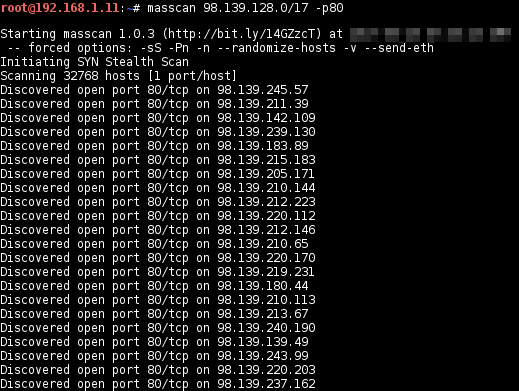 root@192.168.1.11:~# masscan 98.139.128.0/17 -p80
Starting masscan 1.0.3 (http://bit.ly/14GZzcT) at
-- forced options: -sS -Pn -n --randomize-hosts -v --send-eth
Initiating SYN Stealth Scan
Scanning 32768 hosts [1 port/host]
Discovered open port 80/tcp on 98.139.245.57
Discovered open port 80/tcp on 98.139.211.39
Discovered open port 80/tcp on 98.139.142.109
Discovered open port 80/tcp on 98.139.239.130
Discovered open port 80/tcp on 98.139.183.89
Discovered open port 80/tcp on 98.139.215.183
Discovered open port 80/tcp on 98.139.205.171
Discovered open port 80/tcp on 98.139.210.144
Discovered open port 80/tcp on 98.139.212.223
Discovered open port 80/tcp on 98.139.220.112
Discovered open port 80/tcp on 98.139.212.146
Discovered open port 80/tcp on 98.139.210.65
Discovered open port 80/tcp on 98.139.220.170
Discovered open port 80/tcp on 98.139.219.231
Discovered open port 80/tcp on 98.139.180.44
Discovered open port 80/tcp on 98.139.210.113
Discovered open port 80/tcp on 98.139.213.67
Discovered open port 80/tcp on 98.139.240.190
Discovered open port 80/tcp on 98.139.139.49
Discovered open port 80/tcp on 98.139.243.99
Discovered open port 80/tcp on 98.139.220.203
Discovered open port 80/tcp on 98.139.237.162